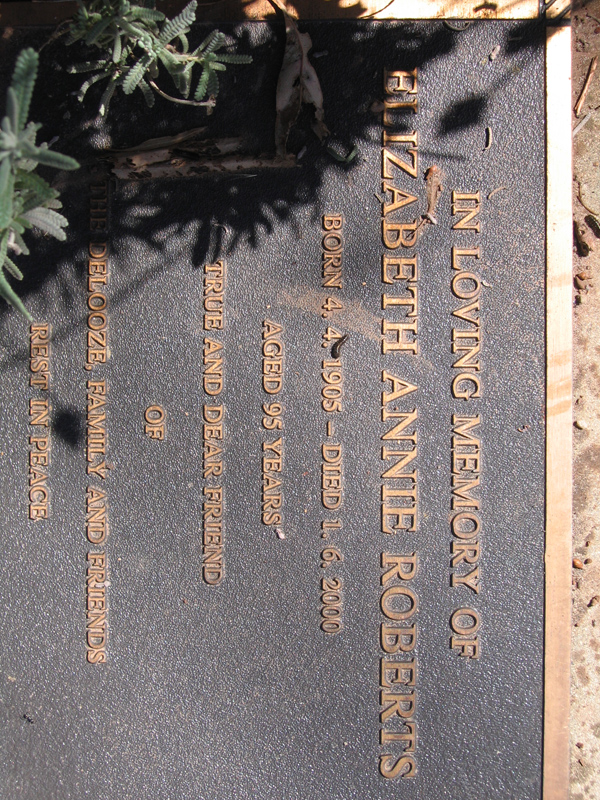 IN LOVING MEMORY OF
ELIZABETH ANNIE ROBERTS
BORN 4. 4. 1905 – DIED 1. 6. 2000
AGED 95 YEARS
TRUE AND DEAR FRIEND
OF
THE DELOOZE, FAMILY AND FRIENDS
REST IN PEACE